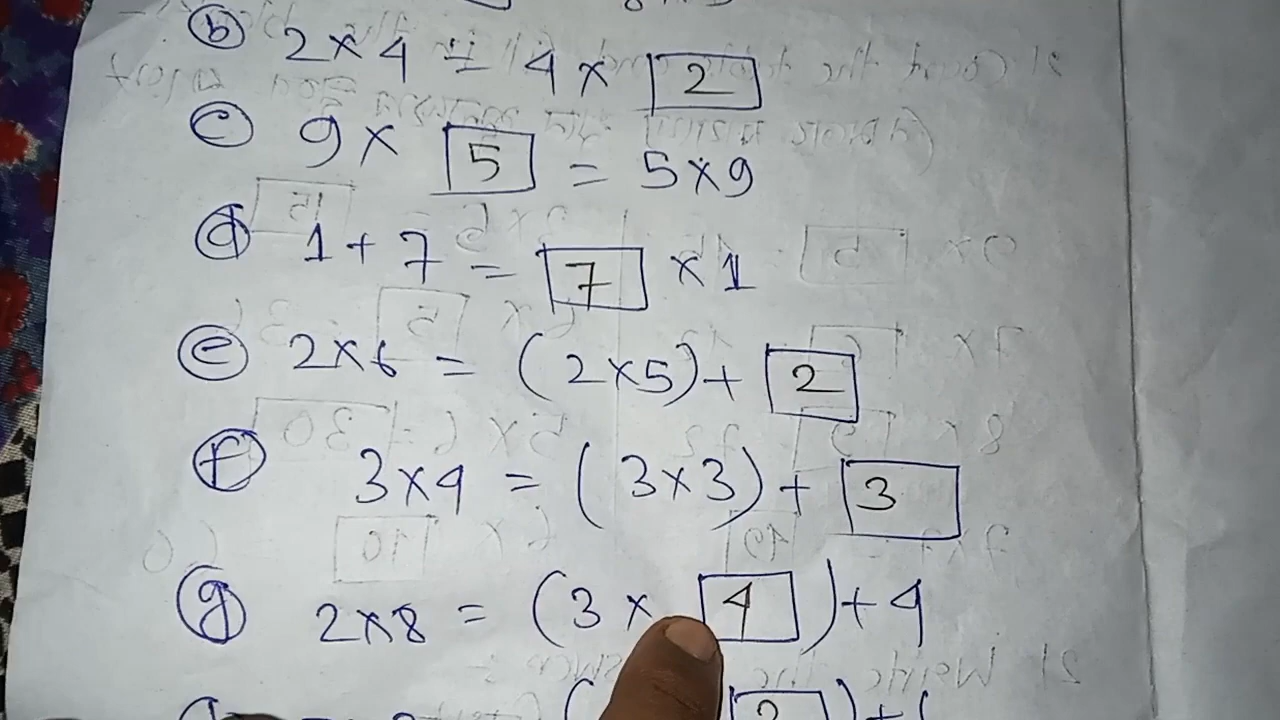 (b) 2 × 4 = 4 × 2
(c) 9 × 5 = 5 × 9
(d) 1 + 7 = 7 × 1
(e) 2 × 6 = (2 × 5) + 2
(f) 3 × 4 = (3 × 3) + 3
(g) 2 × 8 = (3 × 4) + 4